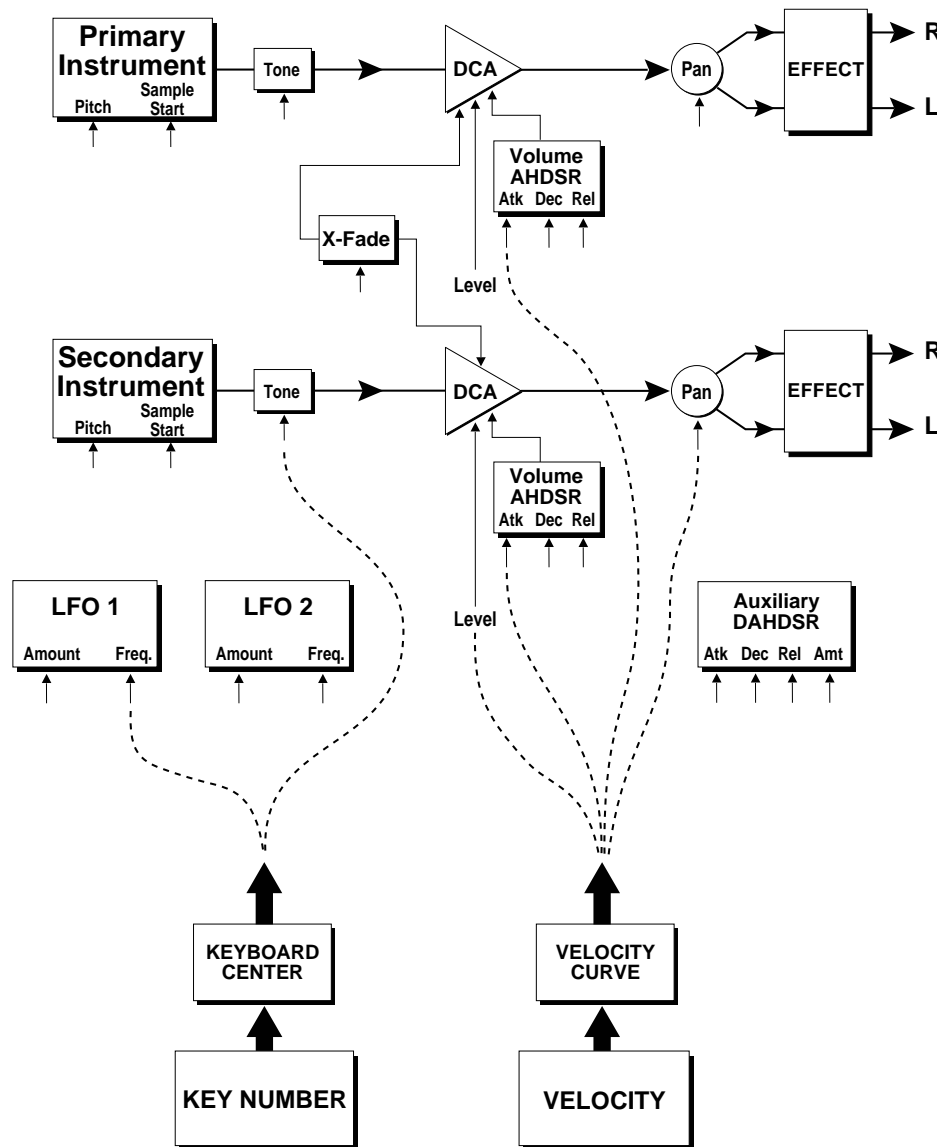 Primary
Instrument
Pitch
Sample
Start
Tone
DCA
Pan
EFFECT
R
L
Volume
AHDSR
Atk Dec Rel
X-Fade
Level
Secondary
Instrument
Pitch
Sample
Start
Tone
DCA
Pan
EFFECT
R
L
Volume
AHDSR
Atk Dec Rel
Level
LFO 1
Amount Freq.
LFO 2
Amount Freq.
Auxiliary
DAHDSR
Atk Dec Rel Amt
KEYBOARD
CENTER
VELOCITY
CURVE
KEY NUMBER
VELOCITY